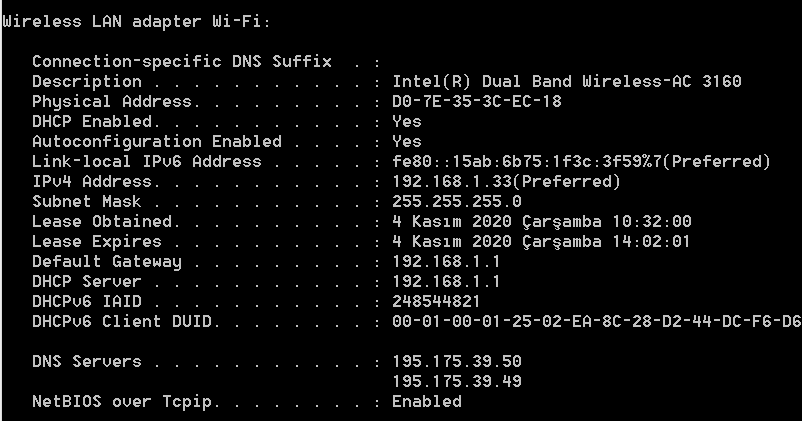 Wireless LAN adapter Wi-Fi:
Connection-specific DNS Suffix . :
Description . . . . . . . . . . . : Intel(R) Dual Band Wireless-AC 3160
Physical Address. . . . . . . . . : D0-7E-35-3C-EC-18
DHCP Enabled. . . . . . . . . . . : Yes
Autoconfiguration Enabled . . . . : Yes
Link-local IPv6 Address . . . . . : fe80::15ab:6b75:1f3c:3f59%7(Preferred)
IPv4 Address. . . . . . . . . . . : 192.168.1.33(Preferred)
Subnet Mask . . . . . . . . . . . : 255.255.255.0
Lease Obtained. . . . . . . . . . : 4 Kasım 2020 Çarşamba 10:32:00
Lease Expires . . . . . . . . . . : 4 Kasım 2020 Çarşamba 14:02:01
Default Gateway . . . . . . . . . : 192.168.1.1
DHCP Server . . . . . . . . . . . : 192.168.1.1
DHCPv6 IAID . . . . . . . . . . . : 248544821
DHCPv6 Client DUID. . . . . . . . : 00-01-00-01-25-02-EA-8C-28-D2-44-DC-F6-D6
DNS Servers . . . . . . . . . . . : 195.175.39.50
195.175.39.49
NetBIOS over Tcpip. . . . . . . . : Enabled